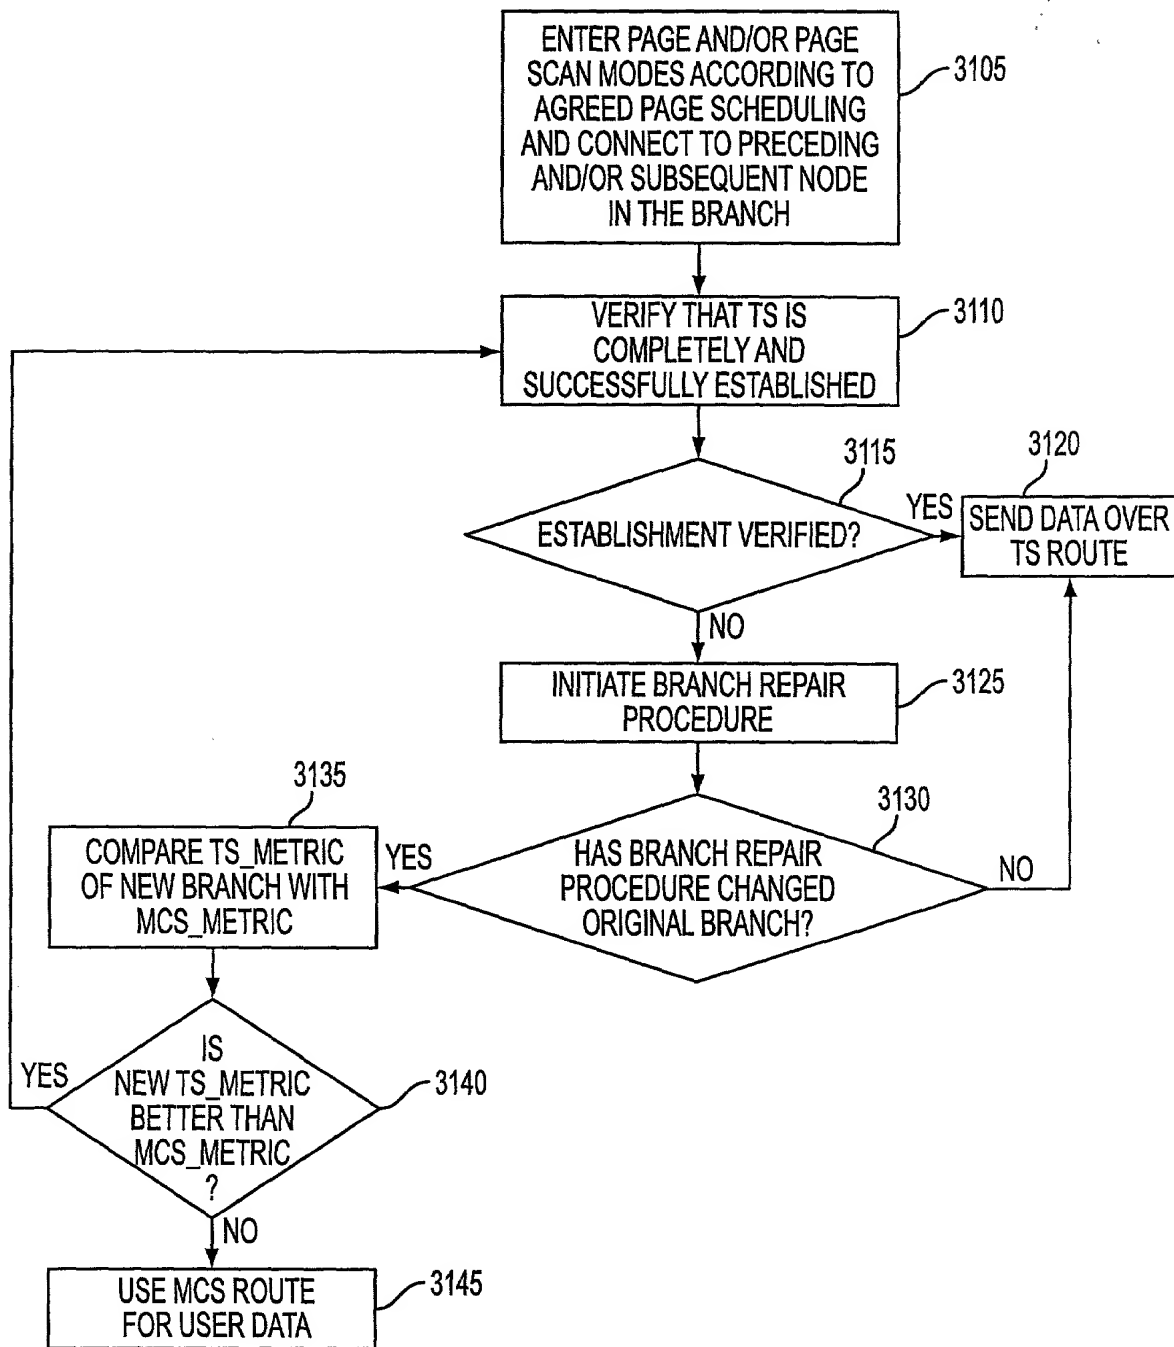 ENTER PAGE AND/OR PAGE
SCAN MODES ACCORDING TO
AGREED PAGE SCHEDULING
AND CONNECT TO PRECEDING
AND/OR SUBSEQUENT NODE
IN THE BRANCH
3105
VERIFY THAT TS IS
COMPLETELY AND
SUCCESSFULLY ESTABLISHED
3110
ESTABLISHMENT VERIFIED?
3115
YES
3120
SEND DATA OVER
TS ROUTE
NO
INITIATE BRANCH REPAIR
PROCEDURE
3125
HAS BRANCH REPAIR
PROCEDURE CHANGED
ORIGINAL BRANCH?
3130
NO
YES
3135
COMPARE TS_METRIC
OF NEW BRANCH WITH
MCS_METRIC
IS
NEW TS_METRIC
BETTER THAN
MCS_METRIC
?
3140
YES
NO
USE MCS ROUTE
FOR USER DATA
3145